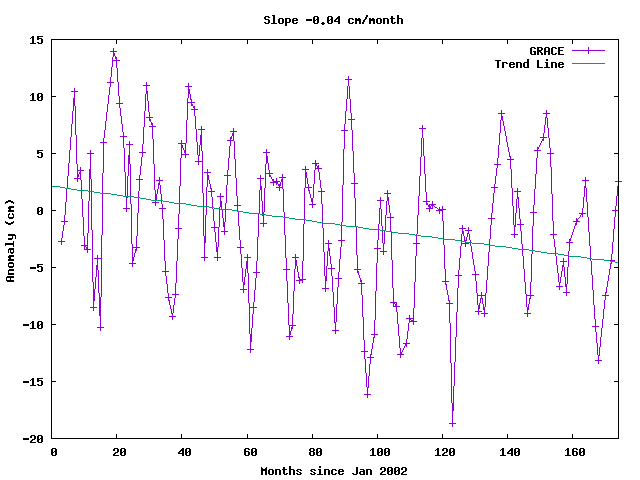 Slope -0.04 cm/month
GRACE
Trend Line
Anomaly (cm)
15
10
5
0
-5
-10
-15
-20
0 20 40 60 80 100 120 140 160
Months since Jan 2002